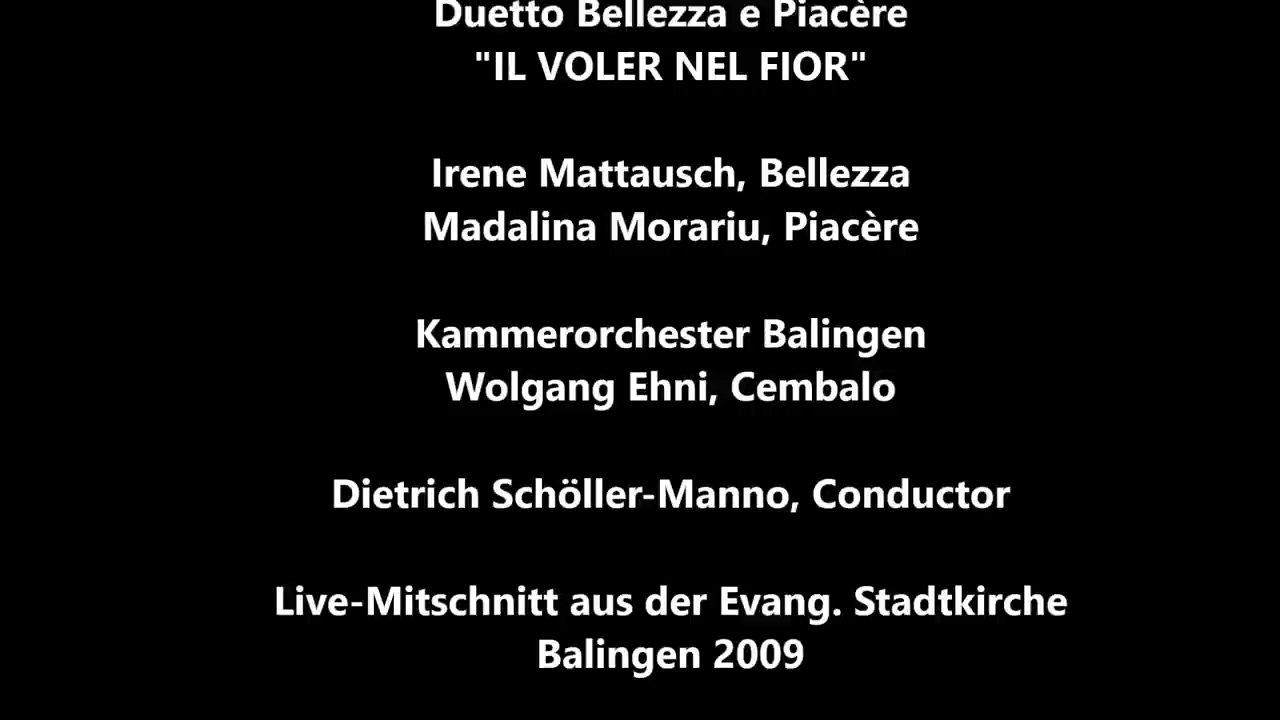 Duetto Bellezza e Piacère
"IL VOLER NEL FIOR"
Irene Mattausch, Bellezza
Madalina Morariu, Piacère
Kammerorchester Balingen
Wolgang Ehni, Cembalo
Dietrich Schöller-Manno, Conductor
Live-Mitschnitt aus der Evang. Stadtkirche
Balingen 2009